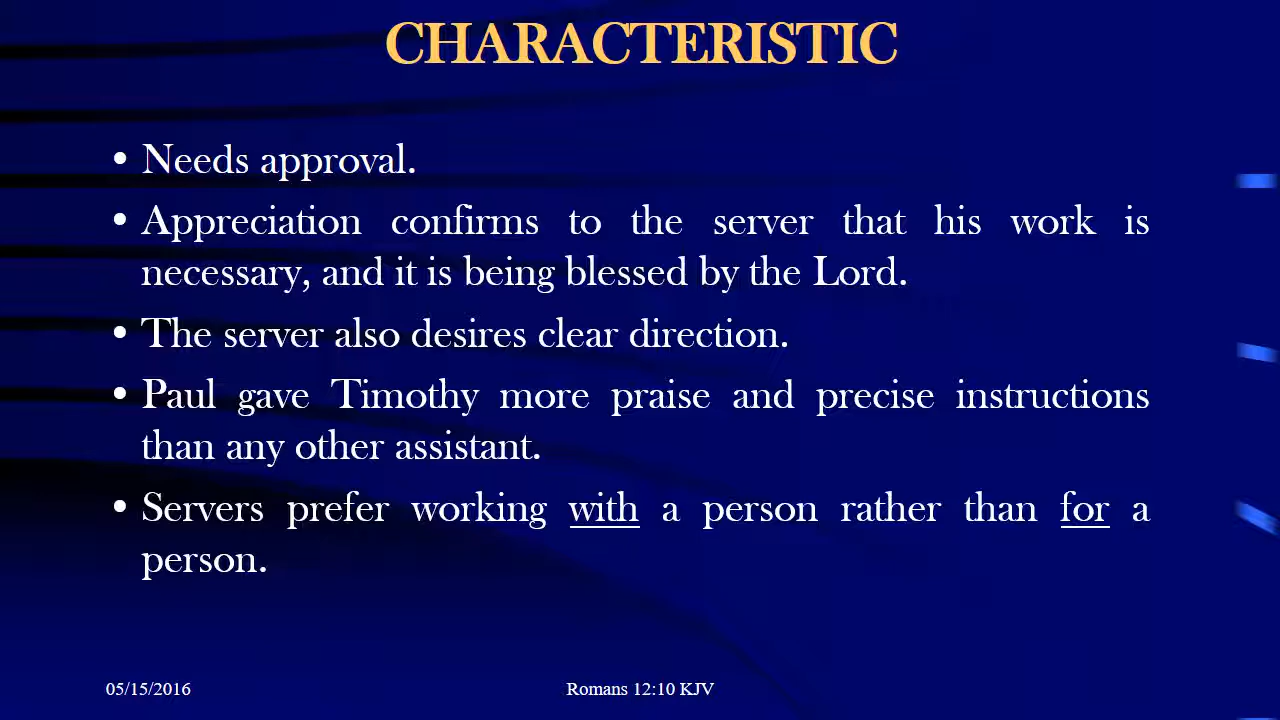 CHARACTERISTIC
• Needs approval.
• Appreciation confirms to the server that his work is
necessary, and it is being blessed by the Lord.
• The server also desires clear direction.
• Paul gave Timothy more praise and precise instructions
than any other assistant.
• Servers prefer working with a person rather than for a
person.
05/15/2016
Romans 12:10 KJV